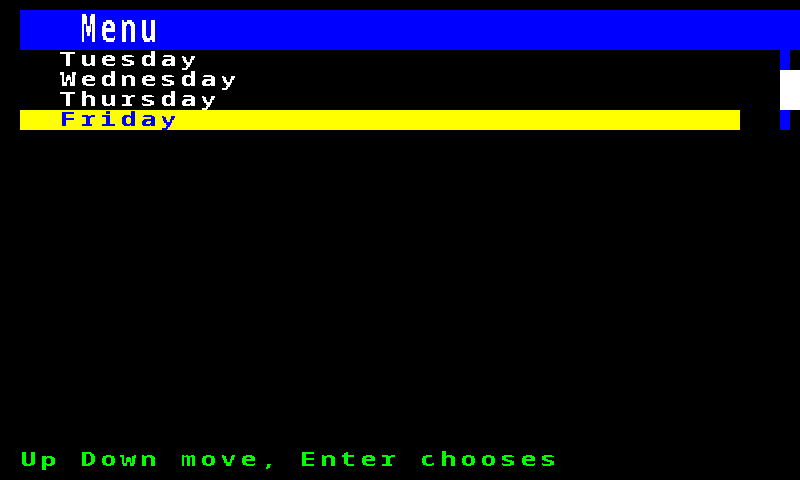 Menu
Tuesday
Wednesday
Thursday
Friday
Up Down move, Enter chooses